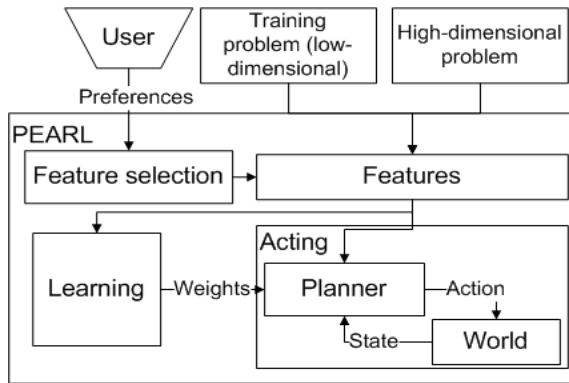 User
Training
problem (low-
dimensional)
High-dimensional
problem
Preferences
PEARL
Feature selection
Features
Acting
Learning
Weights
Planner
Action
State
World